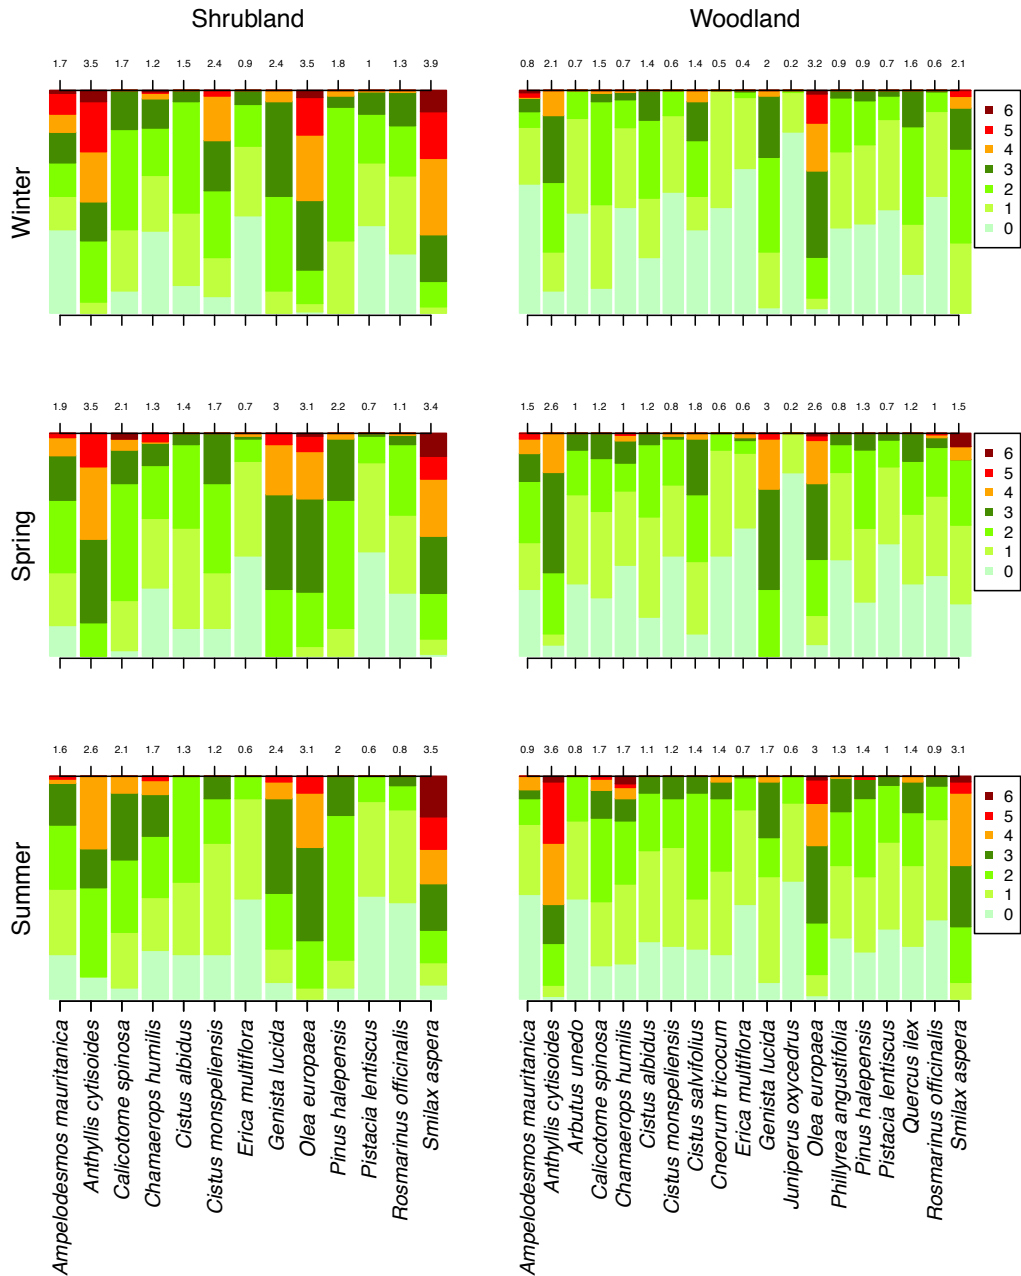 Shrubland Woodland
1.7 3.5 1.7 1.2 1.5 2.4 0.9 2.4 3.5 1.8 1 1.3 3.9
0.8 2.1 0.7 1.5 0.7 1.4 0.6 1.4 0.5 0.4 2 0.2 3.2 0.9 0.9 0.7 1.6 0.6 2.1
Winter
6
5
4
3
2
1
0
1.9 3.5 2.1 1.3 1.4 1.7 0.7 3 3.1 2.2 0.7 1.1 3.4
1.5 2.6 1 1.2 1 1.2 0.8 1.8 0.6 0.6 3 0.2 2.6 0.8 1.3 0.7 1.2 1 1.5
Spring
6
5
4
3
2
1
0
1.6 2.6 2.1 1.7 1.3 1.2 0.6 2.4 3.1 2 0.6 0.8 3.5
0.9 3.6 0.8 1.7 1.7 1.1 1.2 1.4 1.4 0.7 1.7 0.6 3 1.3 1.4 1 1.4 0.9 3.1
Summer
6
5
4
3
2
1
0
Ampelodesmos mauritanica
Anthyllis cytisoides
Calicotome spinosa
Chamaerops humilis
Cistus albidus
Cistus monspeliensis
Erica multiflora
Genista lucida
Olea europaea
Pinus halepensis
Pistacia lentiscus
Rosmarinus officinalis
Smilax aspera
Ampelodesmos mauritanica
Anthyllis cytisoides
Arbutus unedo
Calicotome spinosa
Chamaerops humilis
Cistus albidus
Cistus monspeliensis
Cistus salvifolius
Cneorum tricocum
Erica multiflora
Genista lucida
Juniperus oxycedrus
Olea europaea
Phillyrea angustifolia
Pinus halepensis
Pistacia lentiscus
Quercus ilex
Rosmarinus officinalis
Smilax aspera